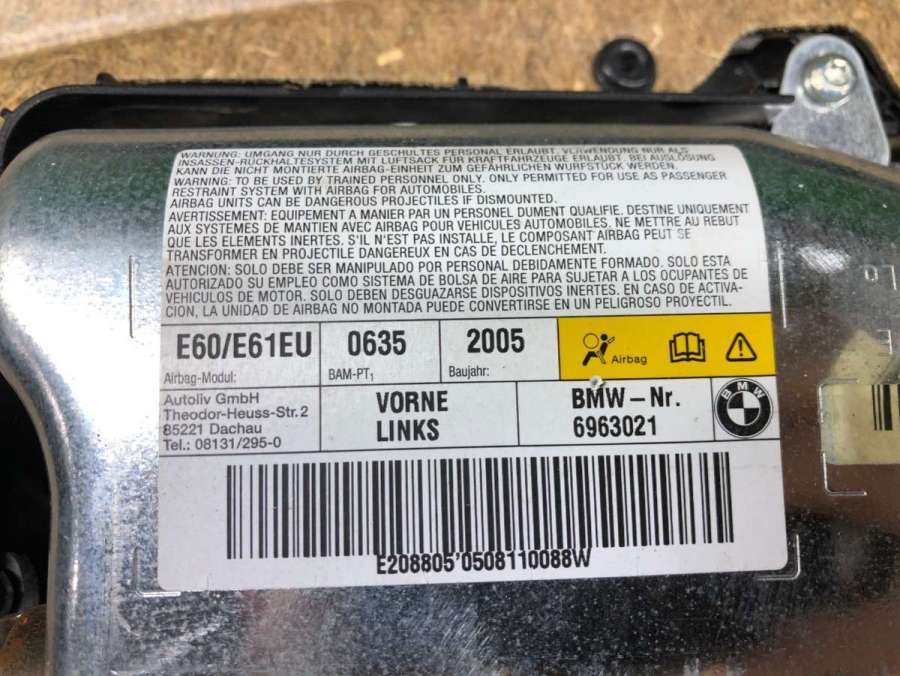 WARNUNG: UMGANG NUR DURCH GESCHULTES PERSONAL ERLAUBT. VERWENDUNG NUR ALS
INSASSEN-RÜCKHALTESYSTEM MIT LUFTSACK FÜR KRAFTFAHRZEUGE ERLAUBT. BEI AUSLÖSUNG
KANN DIE NICHT MONTIERTE AIRBAG-EINHEIT ZUM GEFÄHRLICHEN WURFSTÜCK WERDEN.
WARNING: TO BE USED BY TRAINED PERSONNEL ONLY. ONLY PERMITTED FOR USE AS PASSENGER
RESTRAINT SYSTEM WITH AIRBAG FOR AUTOMOBILES.
AIRBAG UNITS CAN BE DANGEROUS PROJECTILES IF DISMOUNTED.
AVERTISSEMENT: EQUIPEMENT A MANIER PAR UN PERSONEL DUMENT QUALIFIE. DESTINE UNIQUEMENT
AUX SYSTEMES DE MANTIEN AVEC AIRBAG POUR VEHICULES AUTOMOBILES. NE METTRE AU REBUT
QUE LES ELEMENTS INERTES. S'IL N'EST PAS INSTALLE, LE COMPOSANT AIRBAG PEUT SE
TRANSFORMER EN PROJECTILE DANGEREUX EN CAS DE DECLENCHEMENT.
ATENCION: SOLO DEBE SER MANIPULADO POR PERSONAL DEBIDAMENTE FORMADO. SOLO ESTA
AUTORIZADO SU EMPLEO COMO SISTEMA DE BOLSA DE AIRE PARA SUJETAR A LOS OCUPANTES DE
VEHICULOS DE MOTOR. SOLO DEBEN DESGUAZARSE DISPOSITIVOS INERTES. EN CASO DE ACTIVA-
CION, LA UNIDAD DE AIRBAG NO MONTADA PUEDE CONVERTIRSE EN UN PELIGROSO PROYECTIL.
E60/E61EU 0635 2005
Airbag-Modul: BAM-PT1 Baujahr: Airbag
Autoliv GmbH
Theodor-Heuss-Str.2
85221 Dachau
Tel.: 08131/295-0
VORNE
LINKS
BMW-Nr.
6963021
BMW
E208805'0508110088W